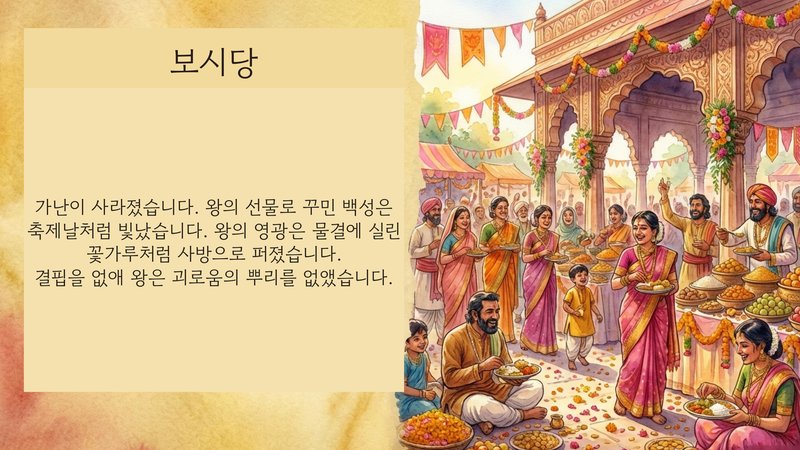 보시당
가난이 사라졌습니다. 왕의 선물로 꾸민 백성은
축제날처럼 빛났습니다. 왕의 영광은 물결에 실린
꽃가루처럼 사방으로 퍼졌습니다.
결핍을 없애 왕은 괴로움의 뿌리를 없앴습니다.